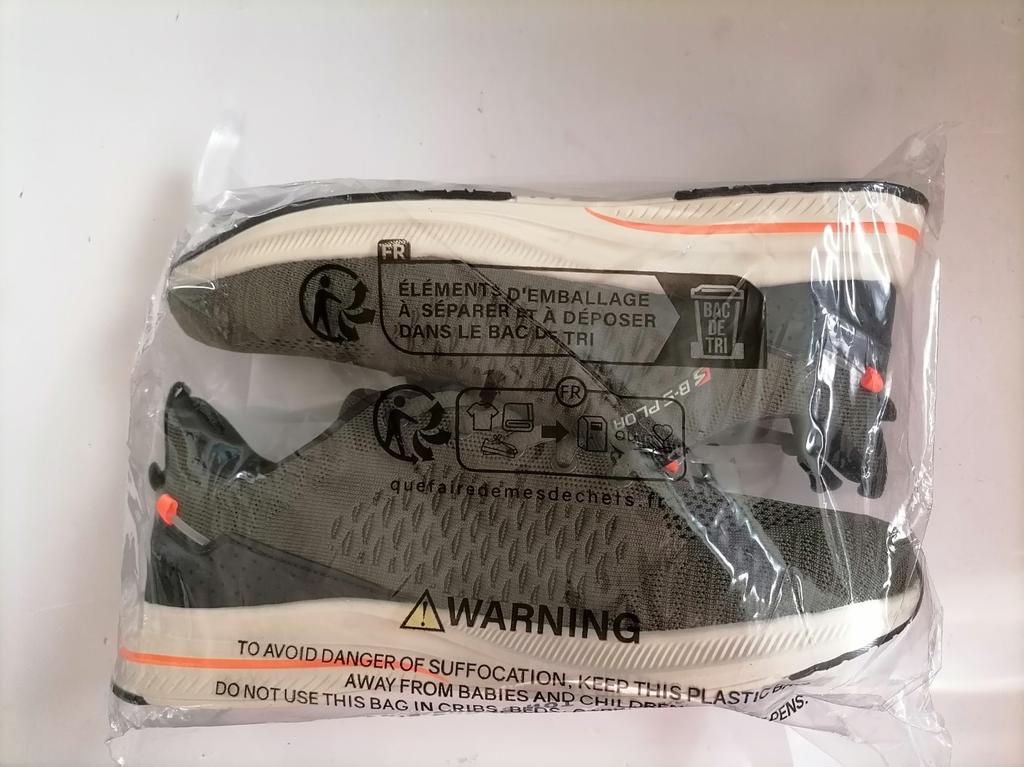 FR
ÉLÉMENTS D'EMBALLAGE
À SÉPARER ET À DÉPOSER
DANS LE BAC DE TRI
BAC
DE
TRI
FR
quefairedemesdechets.fr
WARNING
TO AVOID DANGER OF SUFFOCATION, KEEP THIS PLASTIC
AWAY FROM BABIES AND CHILDREN
DO NOT USE THIS BAG IN CRIBS, BEDS,